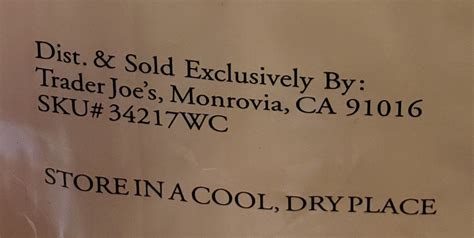 Dist. & Sold Exclusively By:
Trader Joe's, Monrovia, CA 91016
SKU# 34217WC
STORE IN A COOL, DRY PLACE